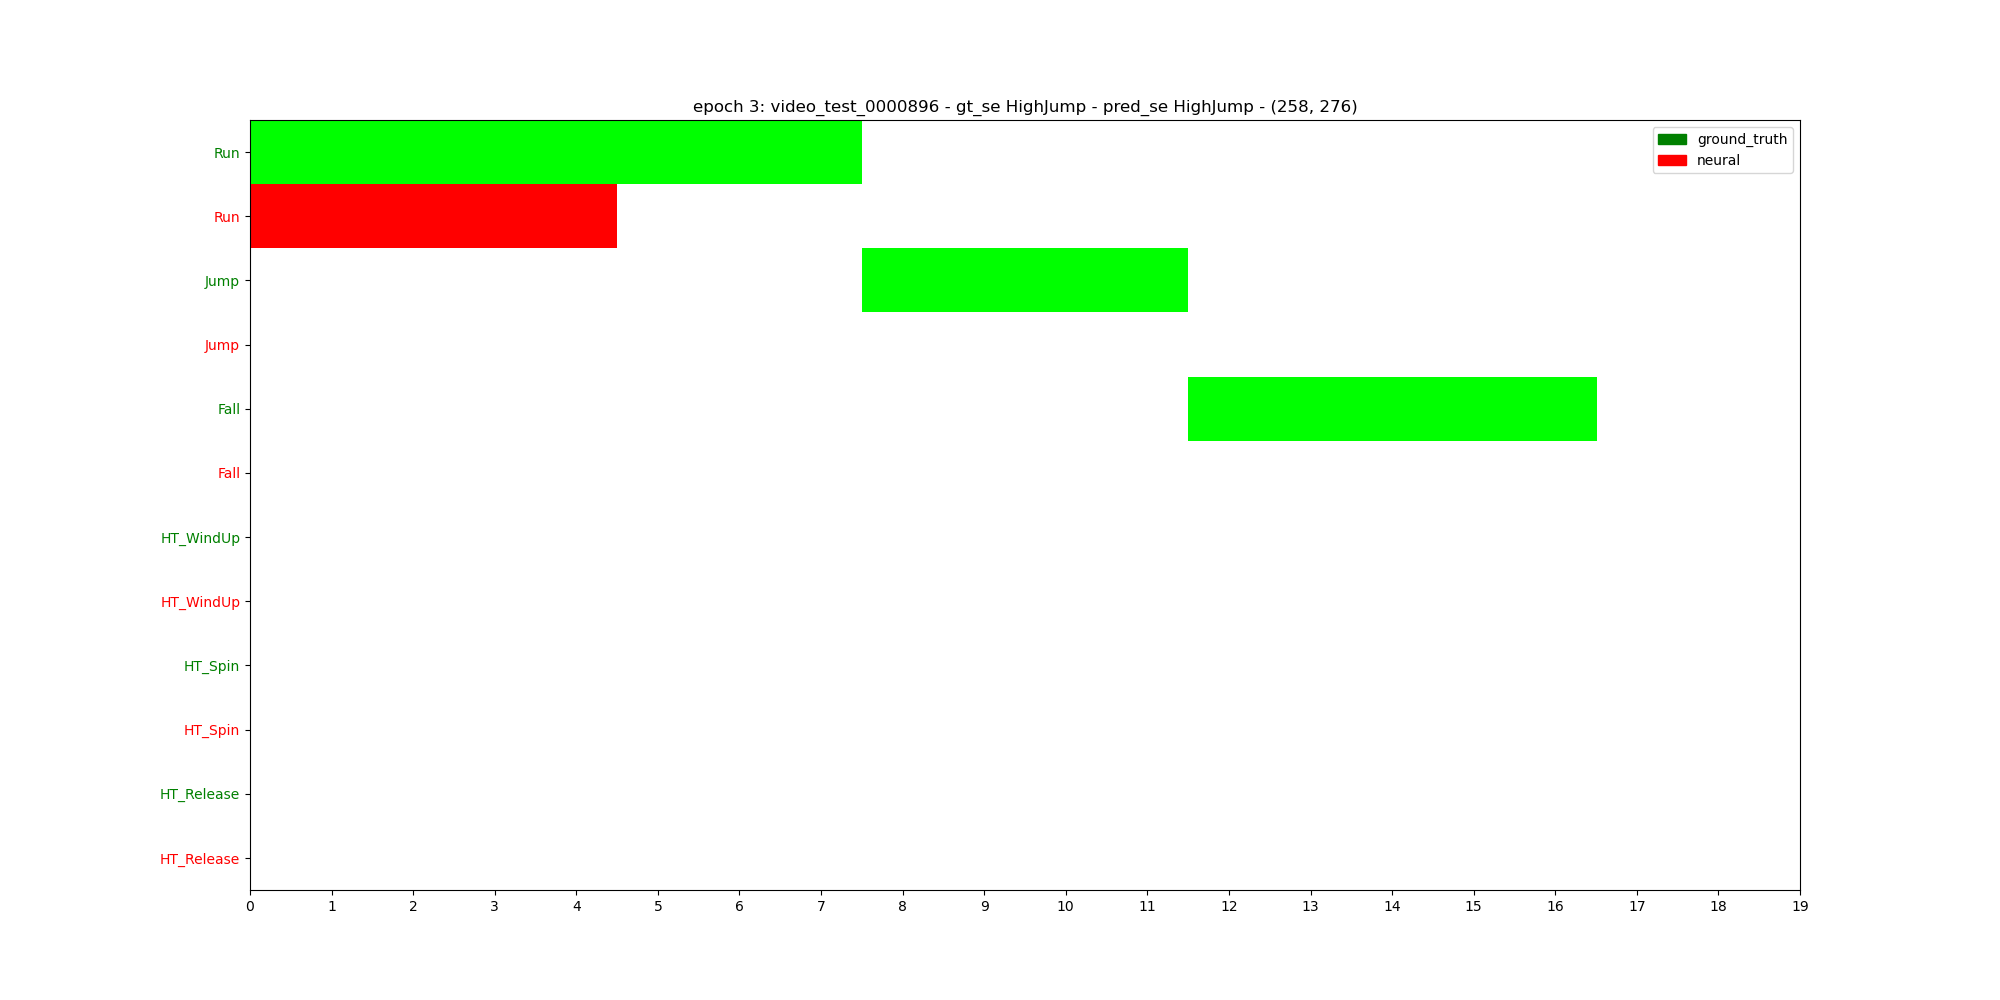 epoch 3: video_test_0000896 - gt_se HighJump - pred_se HighJump - (258, 276)
ground_truth
neural
Run
Run
Jump
Jump
Fall
Fall
HT_WindUp
HT_WindUp
HT_Spin
HT_Spin
HT_Release
HT_Release
0 1 2 3 4 5 6 7 8 9 10 11 12 13 14 15 16 17 18 19